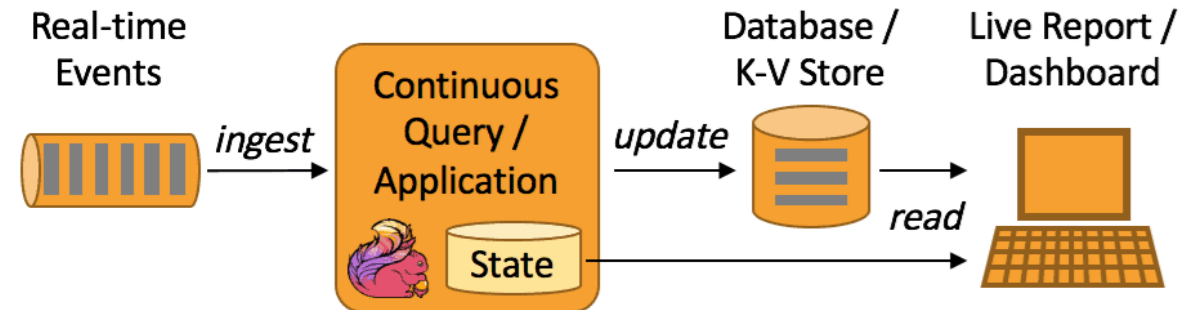 Real-time
Events
ingest
Continuous
Query /
Application
State
update
Database /
K-V Store
read
Live Report /
Dashboard